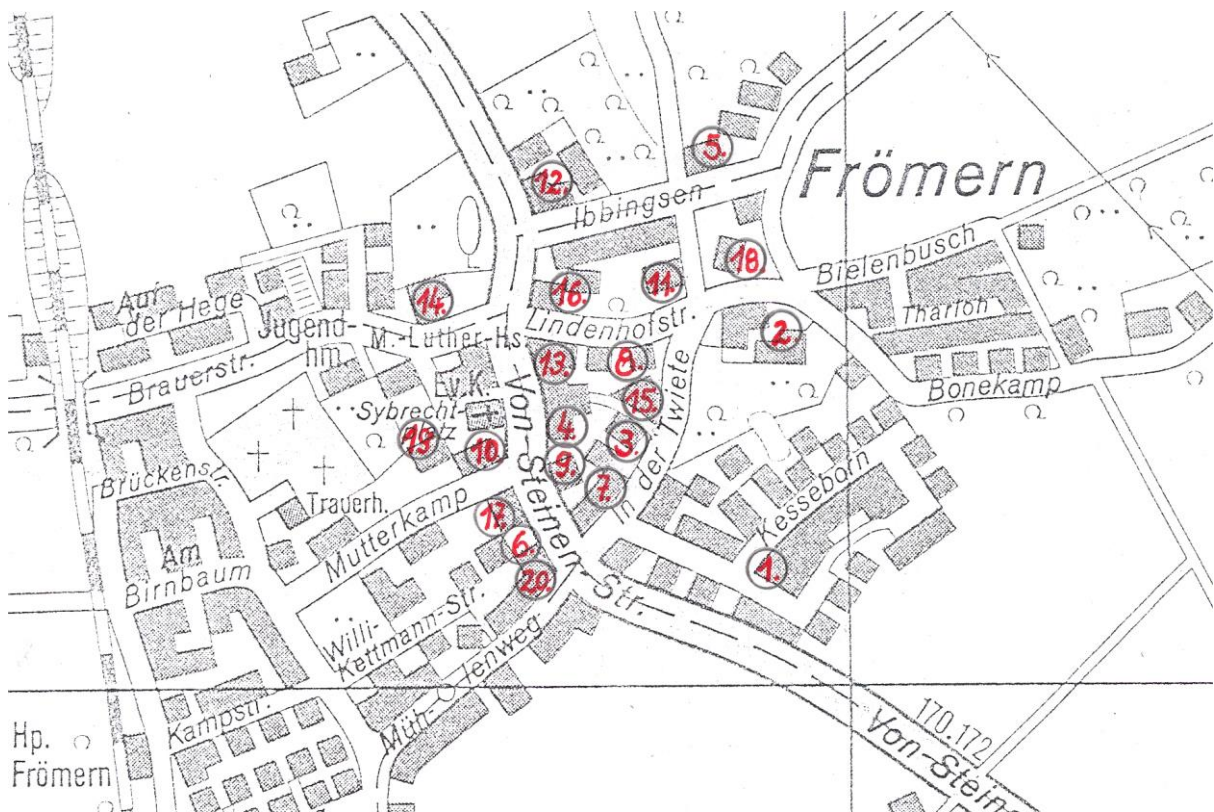 5.
Frömern
12.
Ibbingsen
18.
Bielenbusch
11.
16.
14.
Auf
der Hege
Jugend-
hm.
M.-Luther-Hs.
Lindenhofstr.
2.
Tharloh
13.
8.
Brauerstr.
Ev.K.
Bonekamp
15.
Sybrecht-
19.
4.
3.
10.
9.
7.
In der Twiete
Von-Steinen-Str.
Brückenstr.
Trauerh.
Mutterkamp
17.
6.
20.
Kesseborn
1.
Am
Birnbaum
Willi-
Kettmann-Str.
Müh-lenweg
Kampstr.
Hp.
Frömern
170.172
Von-Stein